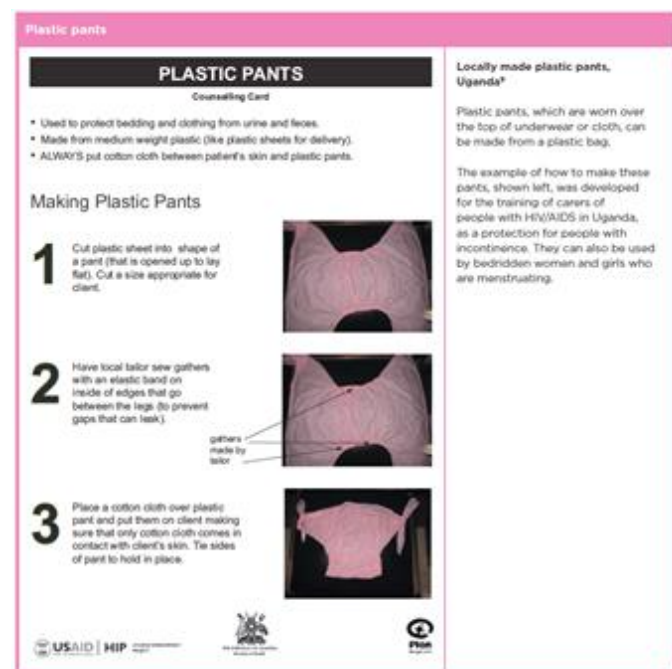 Plastic pants
PLASTIC PANTS
Counselling Card
• Used to protect bedding and clothing from urine and feces.
• Made from medium weight plastic (like plastic sheets for delivery).
• ALWAYS put cotton cloth between patient's skin and plastic pants.
Making Plastic Pants
1
Cut plastic sheet into shape of
a pant (that is opened up to lay
flat). Cut a size appropriate for
client.
2
Have local tailor sew gathers
with an elastic band on
inside of edges that go
between the legs (to prevent
gaps that can leak).
gathers
made by
tailor
3
Place a cotton cloth over plastic
pant and put them on client making
sure that only cotton cloth comes in
contact with client's skin. Tie sides
of pant to hold in place.
USAID HIP
Plan
Locally made plastic pants,
Uganda
Plastic pants, which are worn over
the top of underwear or cloth, can
be made from a plastic bag.
The example of how to make these
pants, shown left, was developed
for the training of carers of
people with HIV/AIDS in Uganda,
as a protection for people with
incontinence. They can also be used
by bedridden women and girls who
are menstruating.